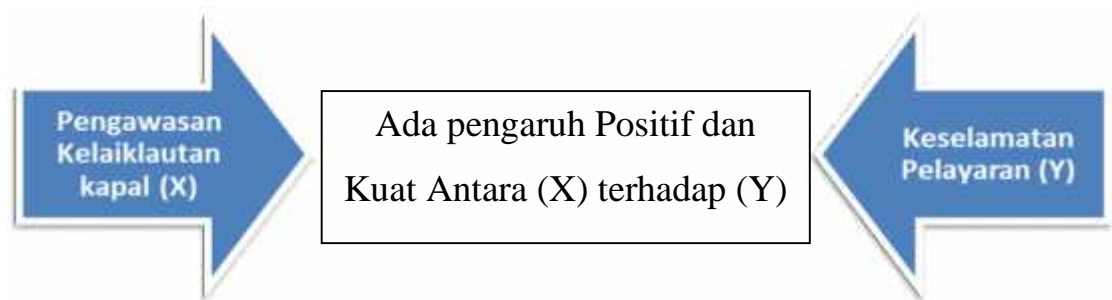 Pengawasan
Kelaiklautan
kapal (X)
Ada pengaruh Positif dan
Kuat Antara (X) terhadap (Y)
Keselamatan
Pelayaran (Y)